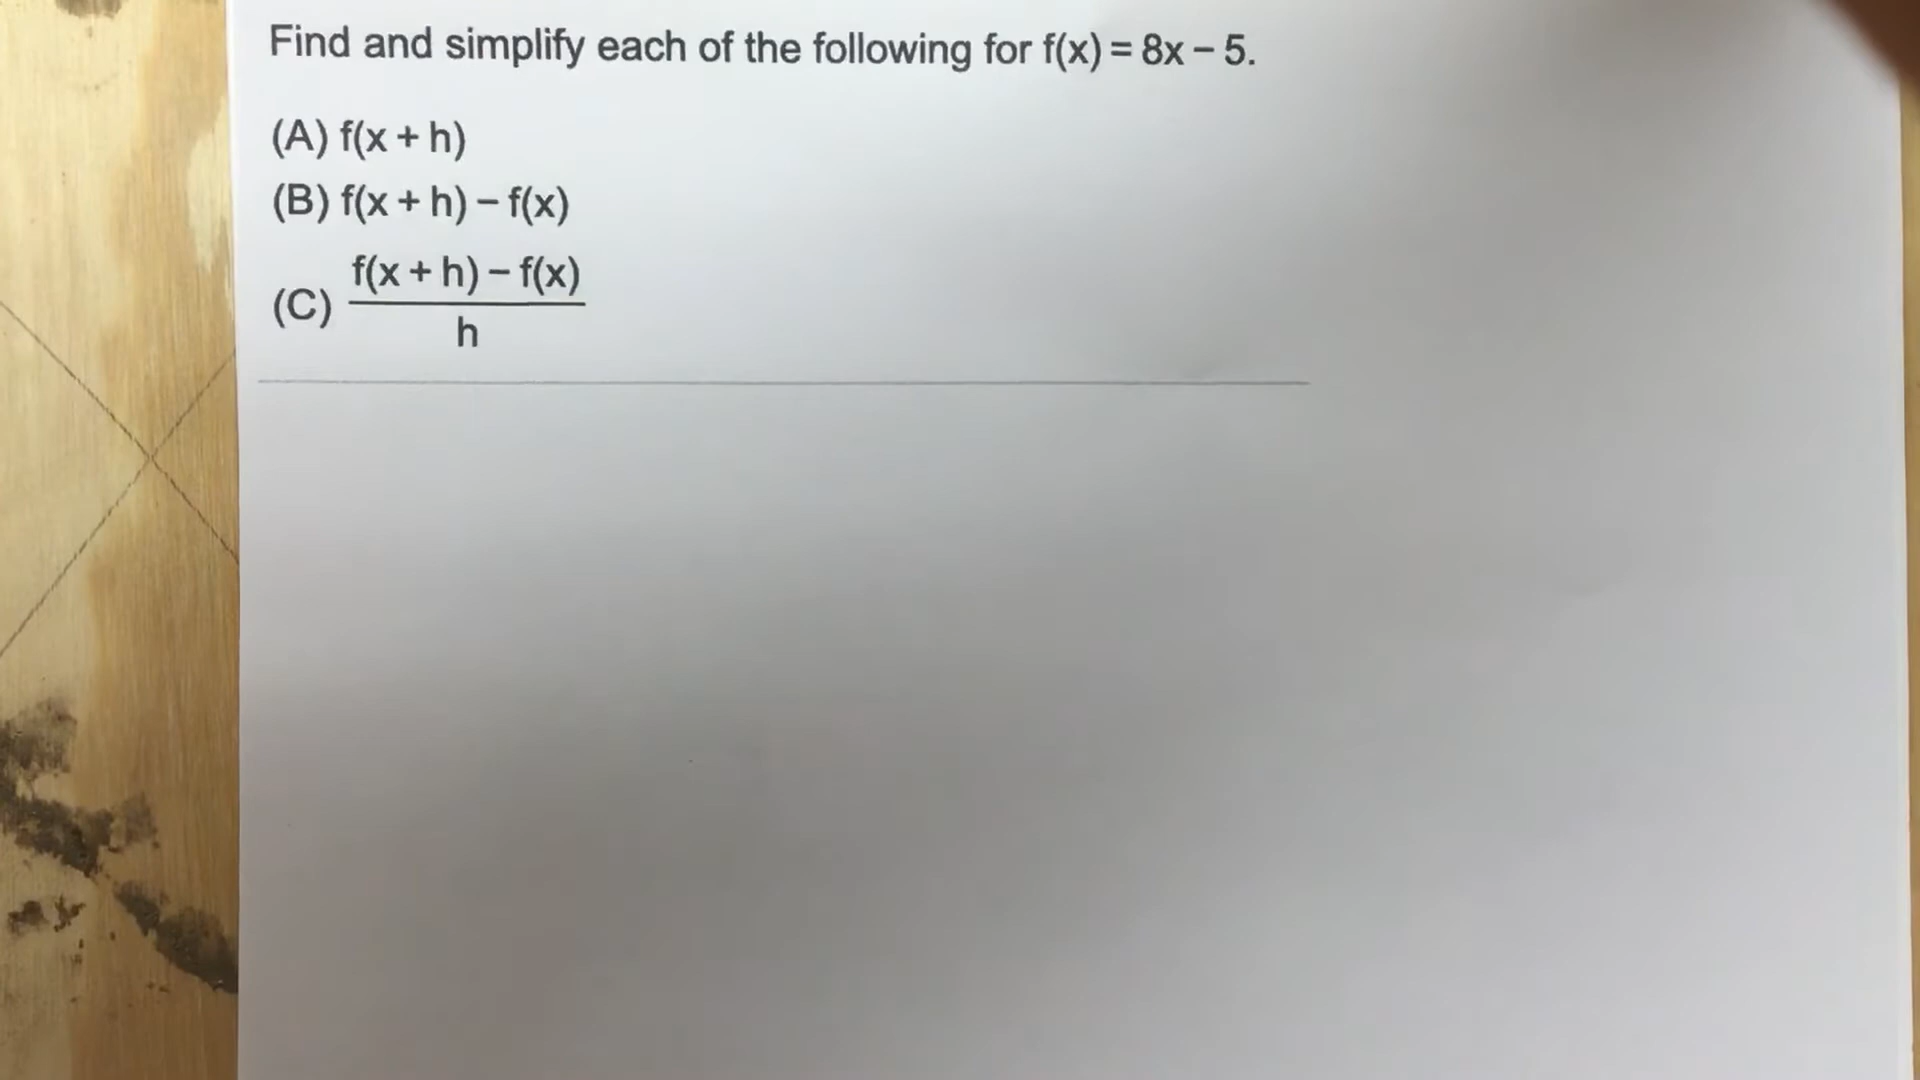 Find and simplify each of the following for f(x) = 8x − 5.
(A) f(x + h)
(B) f(x + h) − f(x)
(C) f(x + h) − f(x)
h